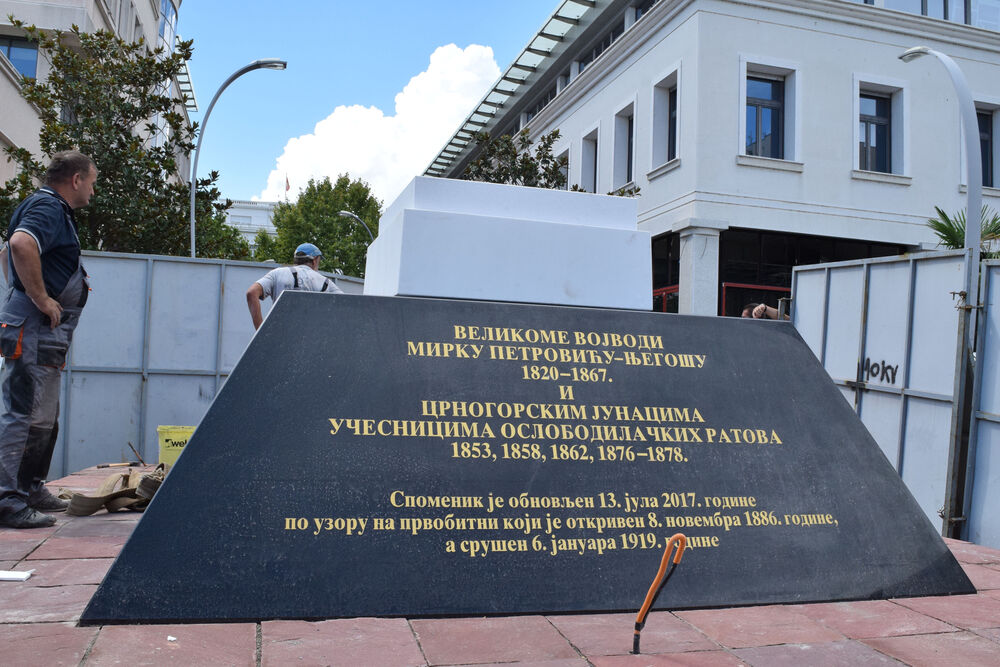 ВЕЛИКОМЕ ВОЈВОДИ
МИРКУ ПЕТРОВИЋУ-ЊЕГОШУ
1820–1867.
И
ЦРНОГОРСКИМ ЈУНАЦИМА
УЧЕСНИЦИМА ОСЛОБОДИЛАЧКИХ РАТОВА
1853, 1858, 1862, 1876–1878.
Споменик је обновљен 13. јула 2017. године
по узору на првобитни који је откривен 8. новембра 1886. године,
а срушен 6. јануара 1919. године
MOKY